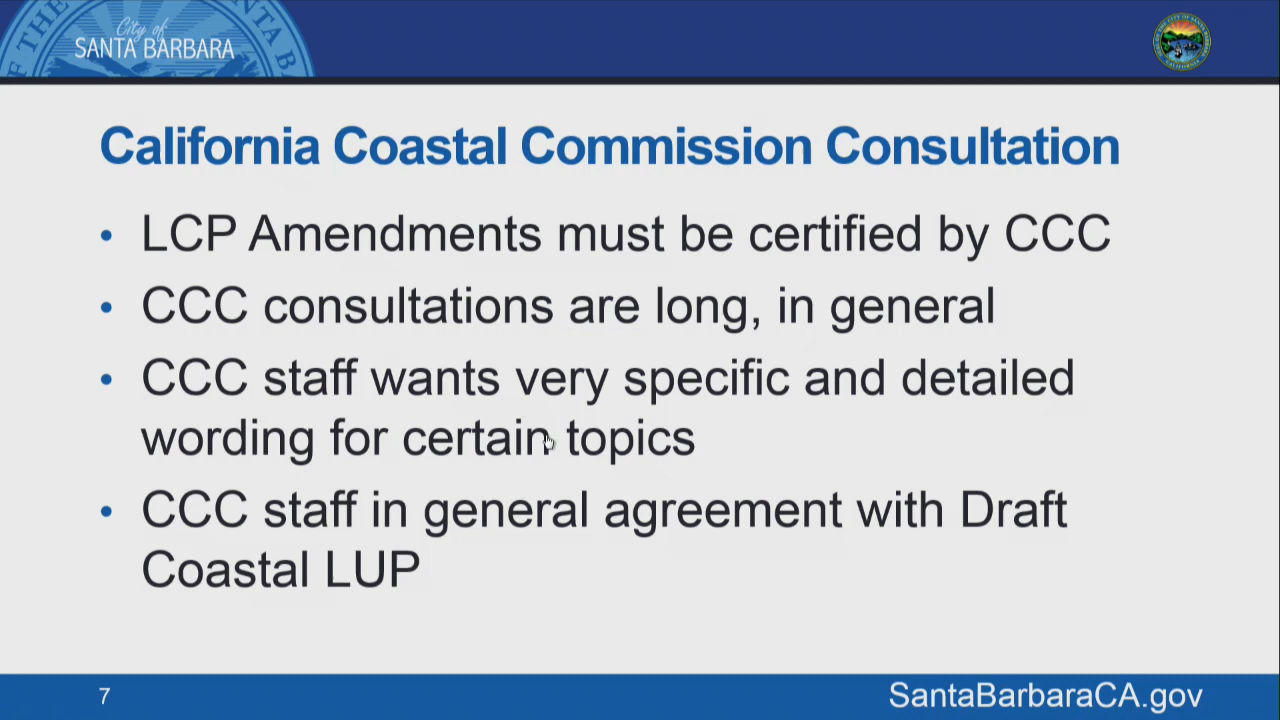 City of
SANTA BARBARA
California Coastal Commission Consultation
• LCP Amendments must be certified by CCC
• CCC consultations are long, in general
• CCC staff wants very specific and detailed
wording for certain topics
• CCC staff in general agreement with Draft
Coastal LUP
7
SantaBarbaraCA.gov